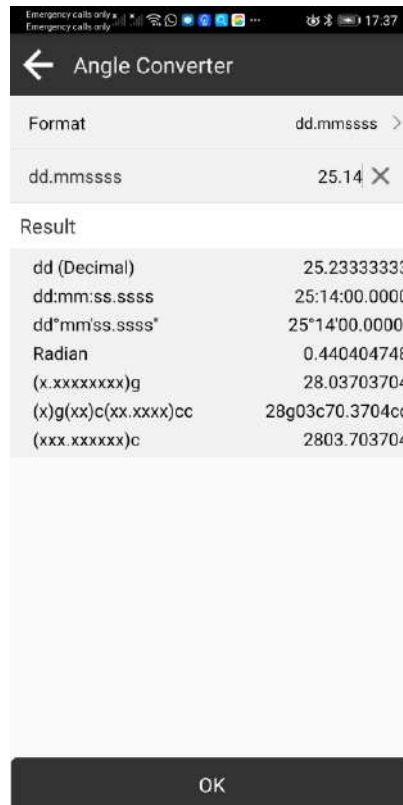 Emergency calls only
Emergency calls only
17:37
Angle Converter
Format dd.mmssss
dd.mmssss 25.14
Result
dd (Decimal) 25.23333333
dd:mm:ss.ssss 25:14:00.0000
dd°mm'ss.ssss" 25°14'00.0000
Radian 0.440404748
(x.xxxxxxxx)g 28.03703704
(x)g(xx)c(xx.xxxx)cc 28g03c70.3704cc
(xxx.xxxxxx)c 2803.703704
OK